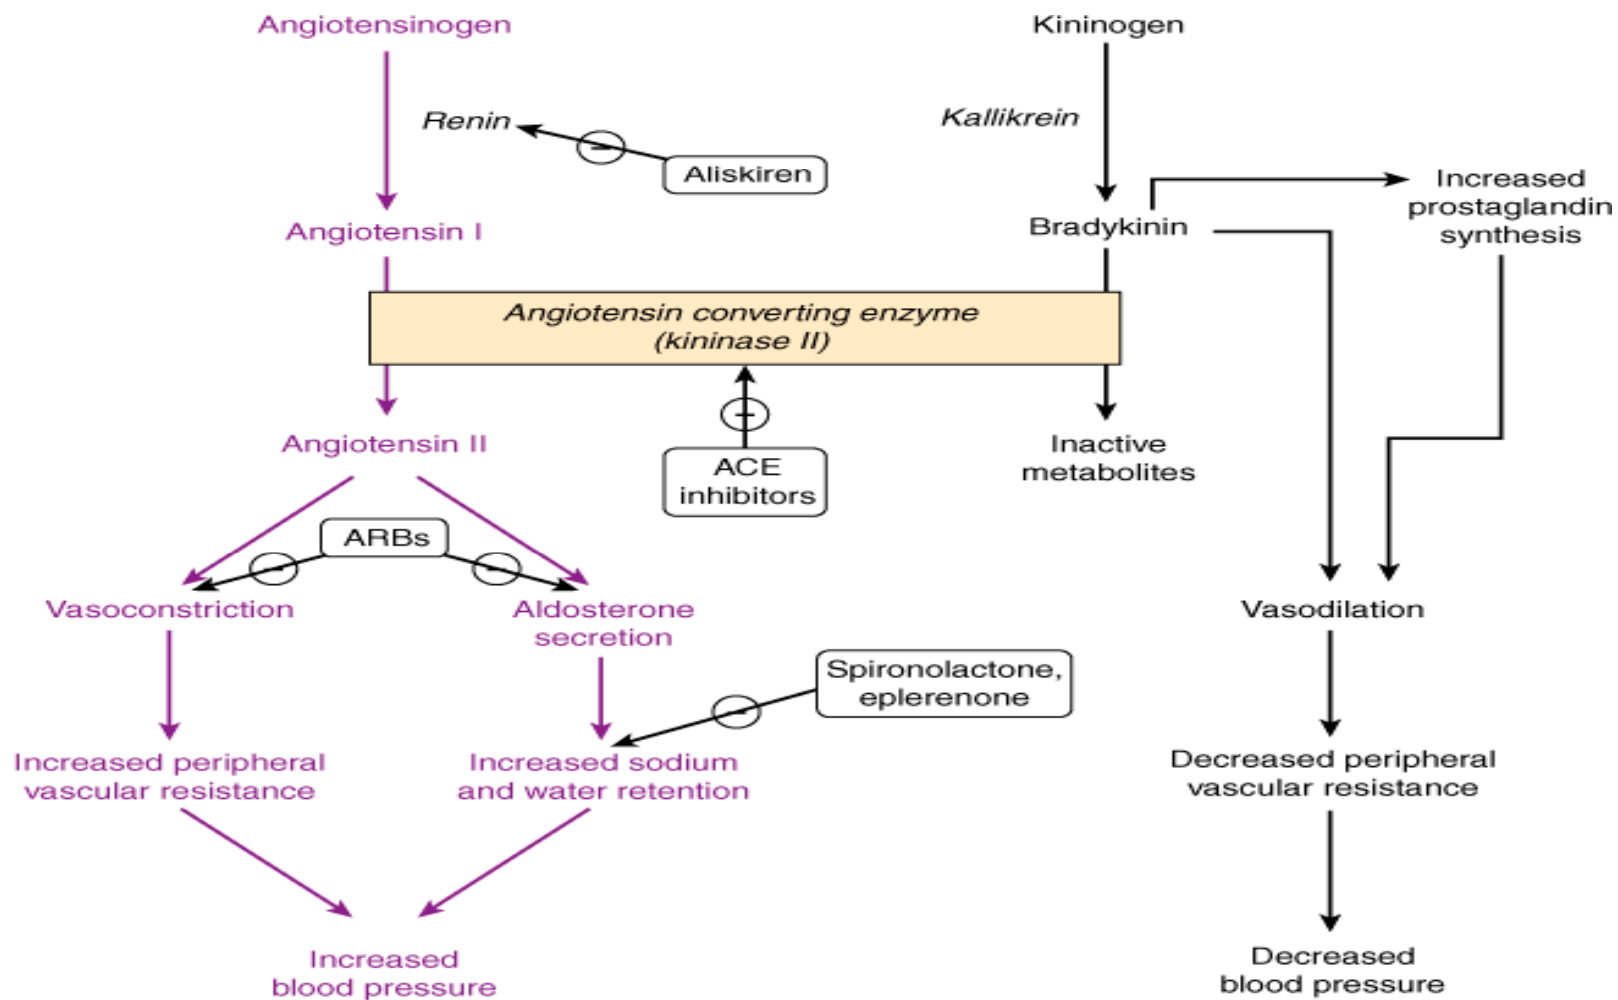 Angiotensinogen
Kininogen
Renin
Kallikrein
Aliskiren
Increased
prostaglandin
synthesis
Angiotensin I
Bradykinin
Angiotensin converting enzyme
(kininase II)
Angiotensin II
ACE
inhibitors
Inactive
metabolites
ARBs
Vasoconstriction
Aldosterone
secretion
Vasodilation
Spironolactone,
eplerenone
Increased peripheral
vascular resistance
Increased sodium
and water retention
Decreased peripheral
vascular resistance
Increased
blood pressure
Decreased
blood pressure